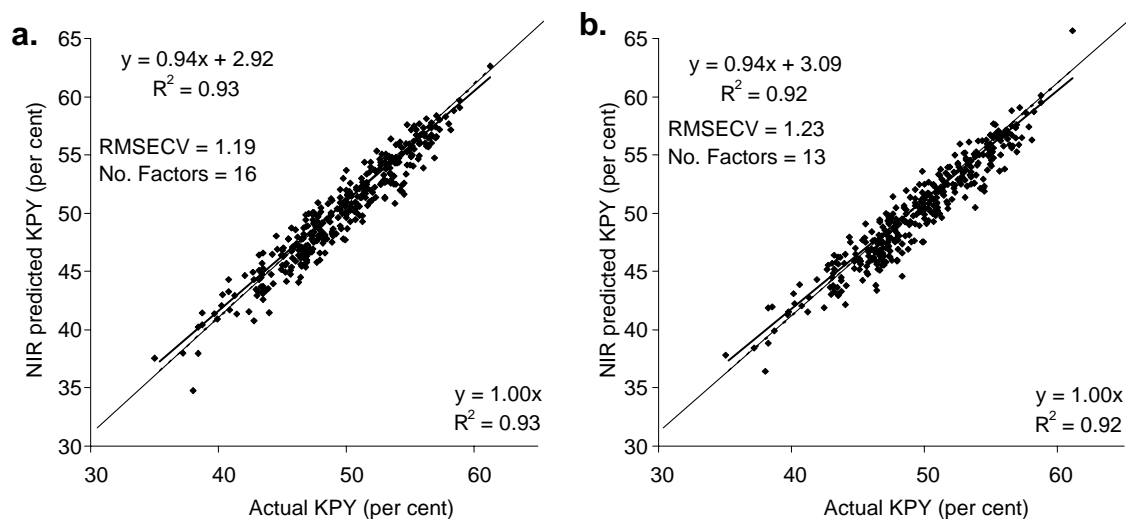 a.
y = 0.94x + 2.92
R² = 0.93
RMSECV = 1.19
No. Factors = 16
y = 1.00x
R² = 0.93
NIR predicted KPY (per cent)
65
60
55
50
45
40
35
30
30 40 50 60
Actual KPY (per cent)
b.
y = 0.94x + 3.09
R² = 0.92
RMSECV = 1.23
No. Factors = 13
y = 1.00x
R² = 0.92
NIR predicted KPY (per cent)
65
60
55
50
45
40
35
30
30 40 50 60
Actual KPY (per cent)